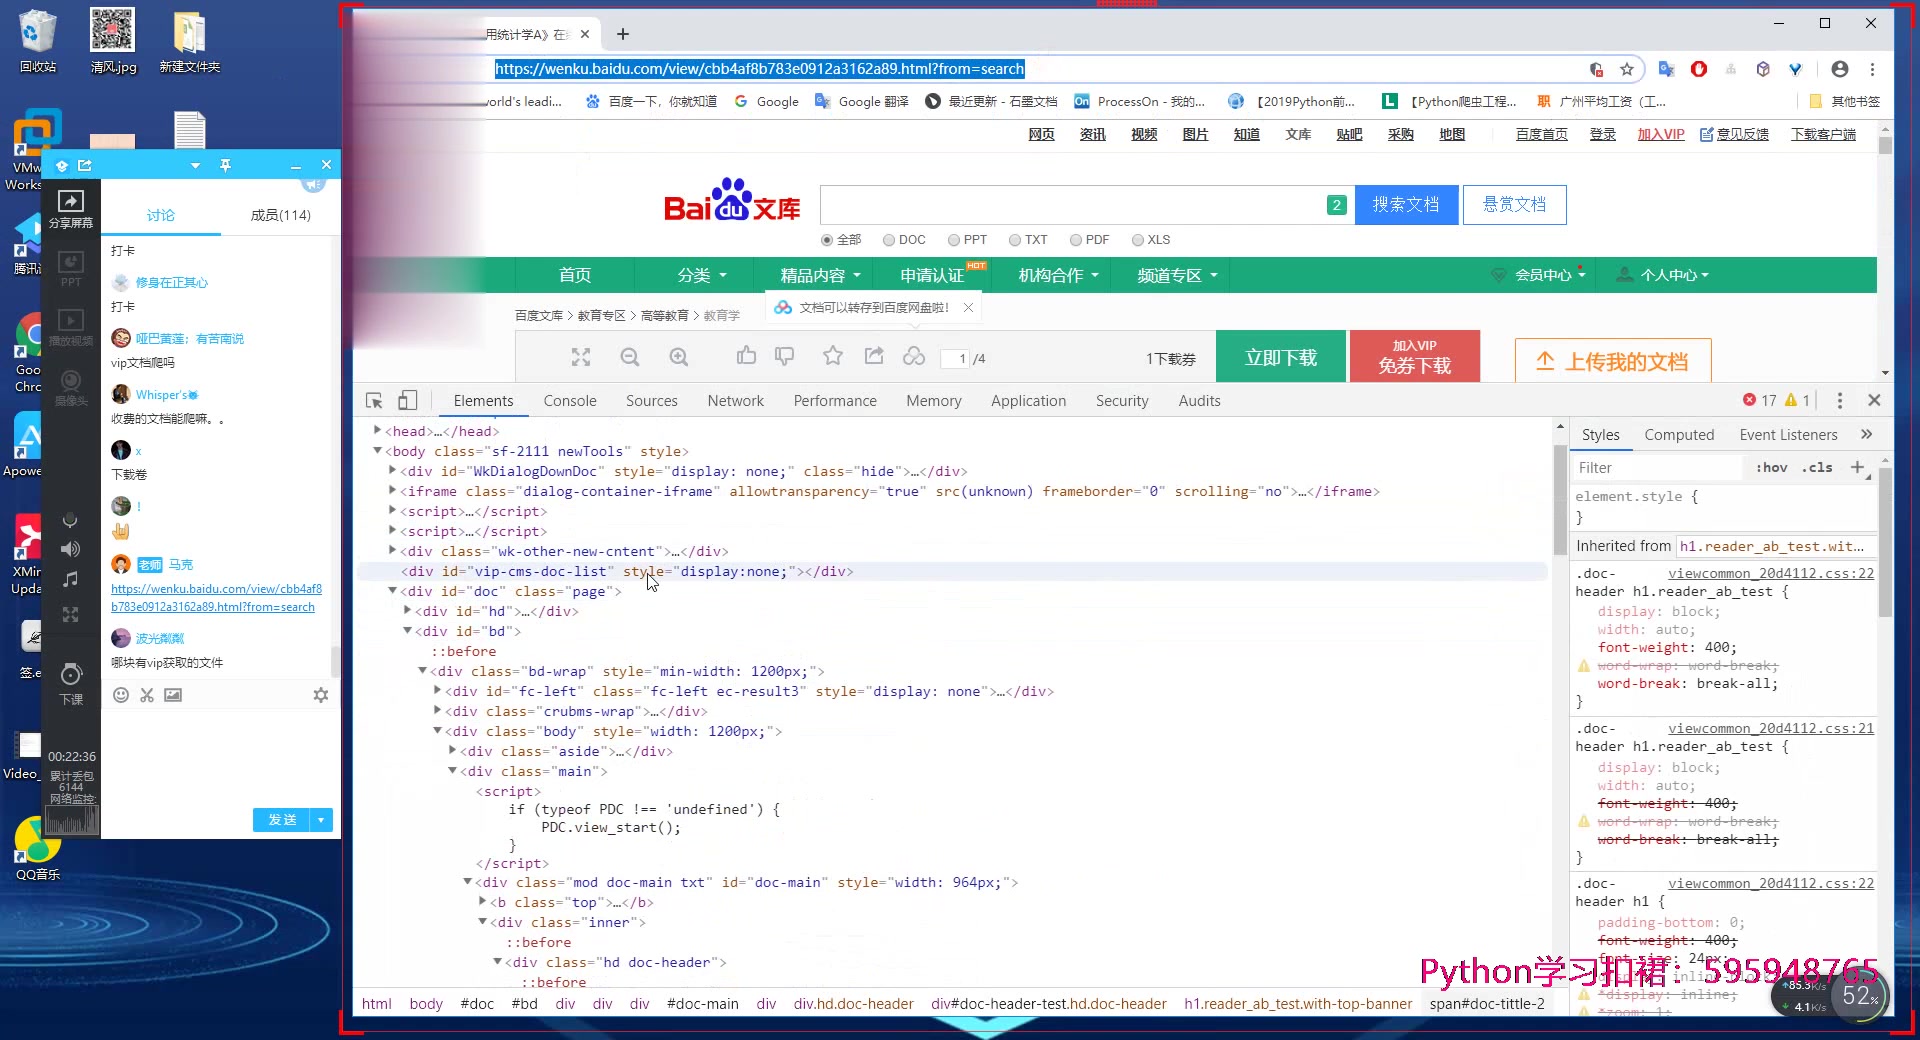 回收站
清风.jpg
新建文件夹
VMw
Works
腾讯
Goo
Chrc
Apowe
XMin
Upda
签.e
Video_
QQ音乐
分享屏幕
PPT
播放视频
摄像头
下课
00:22:36
累计丢包
6144
网络监控:
讨论
成员(114)
打卡
修身在正其心
打卡
哑巴黄莲；有苦南说
vip文档爬吗
Whisper's
收费的文档能爬嘛。。
x
下载卷
!
老师 马克
https://wenku.baidu.com/view/cbb4af8
b783e0912a3162a89.html?from=search
波光粼粼
哪块有vip获取的文件
发送
用统计学A》在
https://wenku.baidu.com/view/cbb4af8b783e0912a3162a89.html?from=search
world's leadi...
百度一下，你就知道
Google
Google 翻译
最近更新 - 石墨文档
On ProcessOn - 我的...
【2019Python前...
L 【Python爬虫工程...
职 广州平均工资（工...
其他书签
网页 资讯 视频 图片 知道 文库 贴吧 采购 地图 百度首页 登录 加入VIP 意见反馈 下载客户端
Bai du 文库
2
搜索文档
悬赏文档
全部 DOC PPT TXT PDF XLS
首页 分类 精品内容 申请认证 HOT 机构合作 频道专区 会员中心 个人中心
文档可以转存到百度网盘啦！
百度文库 > 教育专区 > 高等教育 > 教育学
1 /4
1下载券
立即下载
加入VIP
免券下载
上传我的文档
Elements Console Sources Network Performance Memory Application Security Audits
17 1
<head>…</head>
<body class="sf-2111 newTools" style>
<div id="WkDialogDownDoc" style="display: none;" class="hide">…</div>
<iframe class="dialog-container-iframe" allowtransparency="true" src(unknown) frameborder="0" scrolling="no">…</iframe>
<script>…</script>
<script>…</script>
<div class="wk-other-new-cntent">…</div>
<div id="vip-cms-doc-list" style="display:none;"></div>
<div id="doc" class="page">
<div id="hd">…</div>
<div id="bd">
::before
<div class="bd-wrap" style="min-width: 1200px;">
<div id="fc-left" class="fc-left ec-result3" style="display: none">…</div>
<div class="crubms-wrap">…</div>
<div class="body" style="width: 1200px;">
<div class="aside">…</div>
<div class="main">
<script>
if (typeof PDC !== 'undefined') {
PDC.view_start();
}
</script>
<div class="mod doc-main txt" id="doc-main" style="width: 964px;">
<b class="top">…</b>
<div class="inner">
::before
<div class="hd doc-header">
::before
html body #doc #bd div div div #doc-main div div.hd.doc-header div#doc-header-test.hd.doc-header h1.reader_ab_test.with-top-banner span#doc-tittle-2
Styles Computed Event Listeners »
Filter :hov .cls +
element.style {
}
Inherited from h1.reader_ab_test.wit…
.doc- viewcommon_20d4112.css:22
header h1.reader_ab_test {
display: block;
width: auto;
font-weight: 400;
word-wrap: word-break;
word-break: break-all;
}
.doc- viewcommon_20d4112.css:21
header h1.reader_ab_test {
display: block;
width: auto;
font-weight: 400;
word-wrap: word-break;
word-break: break-all;
}
.doc- viewcommon_20d4112.css:22
header h1 {
padding-bottom: 0;
font-weight: 400;
font-size: 24px;
display: inline-block;
*display: inline;
*zoom: 1;
Python学习扣裙：595948765
85.3K/s
4.1K/s
52%